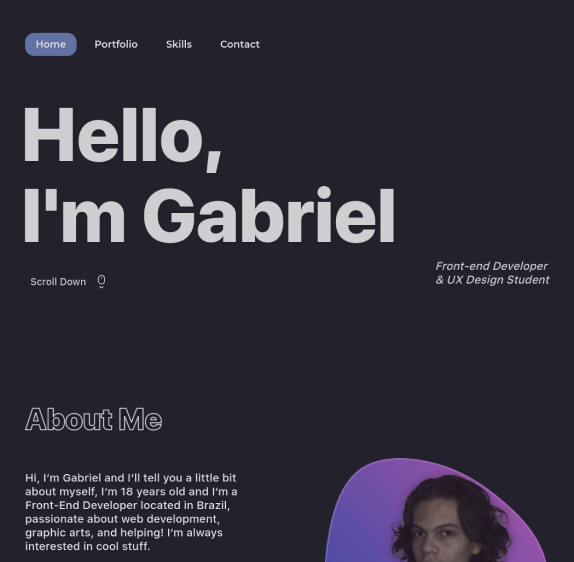 Home Portfolio Skills Contact
Hello,
I'm Gabriel
Front-end Developer
& UX Design Student
Scroll Down
About Me
Hi, I'm Gabriel and I'll tell you a little bit
about myself, I'm 18 years old and I'm a
Front-End Developer located in Brazil,
passionate about web development,
graphic arts, and helping! I'm always
interested in cool stuff.